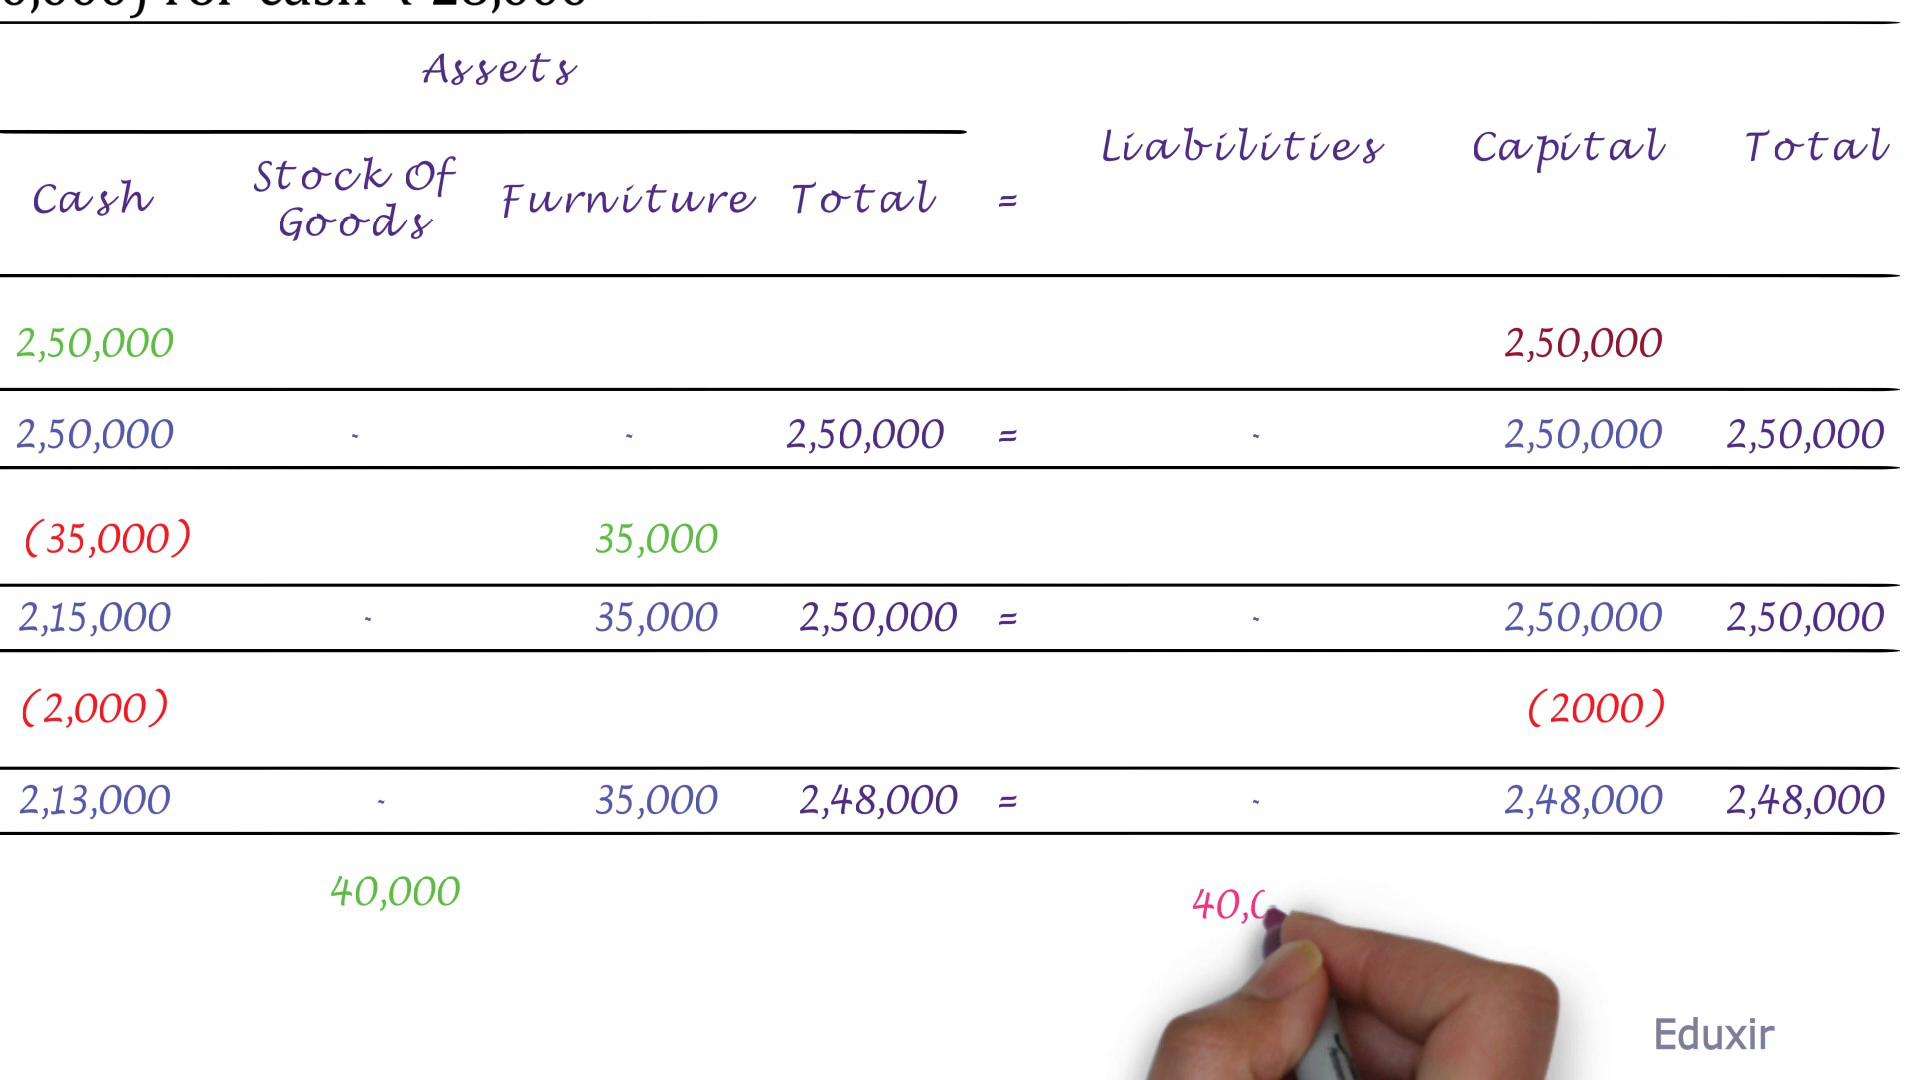 Assets
Liabilities Capital Total
Cash Stock Of Goods Furniture Total =
2,50,000 2,50,000
2,50,000 - - 2,50,000 = - 2,50,000 2,50,000
(35,000) 35,000
2,15,000 - 35,000 2,50,000 = - 2,50,000 2,50,000
(2,000) (2000)
2,13,000 - 35,000 2,48,000 = - 2,48,000 2,48,000
40,000 40,0
Eduxir